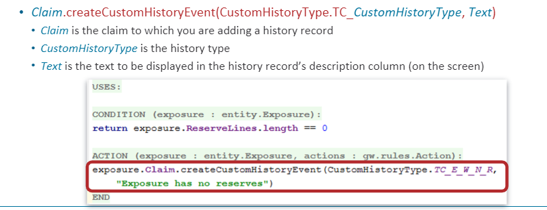 • Claim.createCustomHistoryEvent(CustomHistoryType.TC_CustomHistoryType, Text)
• Claim is the claim to which you are adding a history record
• CustomHistoryType is the history type
• Text is the text to be displayed in the history record's description column (on the screen)
USES:
CONDITION (exposure : entity.Exposure):
return exposure.ReserveLines.length == 0
ACTION (exposure : entity.Exposure, actions : gw.rules.Action):
exposure.Claim.createCustomHistoryEvent(CustomHistoryType.TC_E_W_N_R,
"Exposure has no reserves")
END